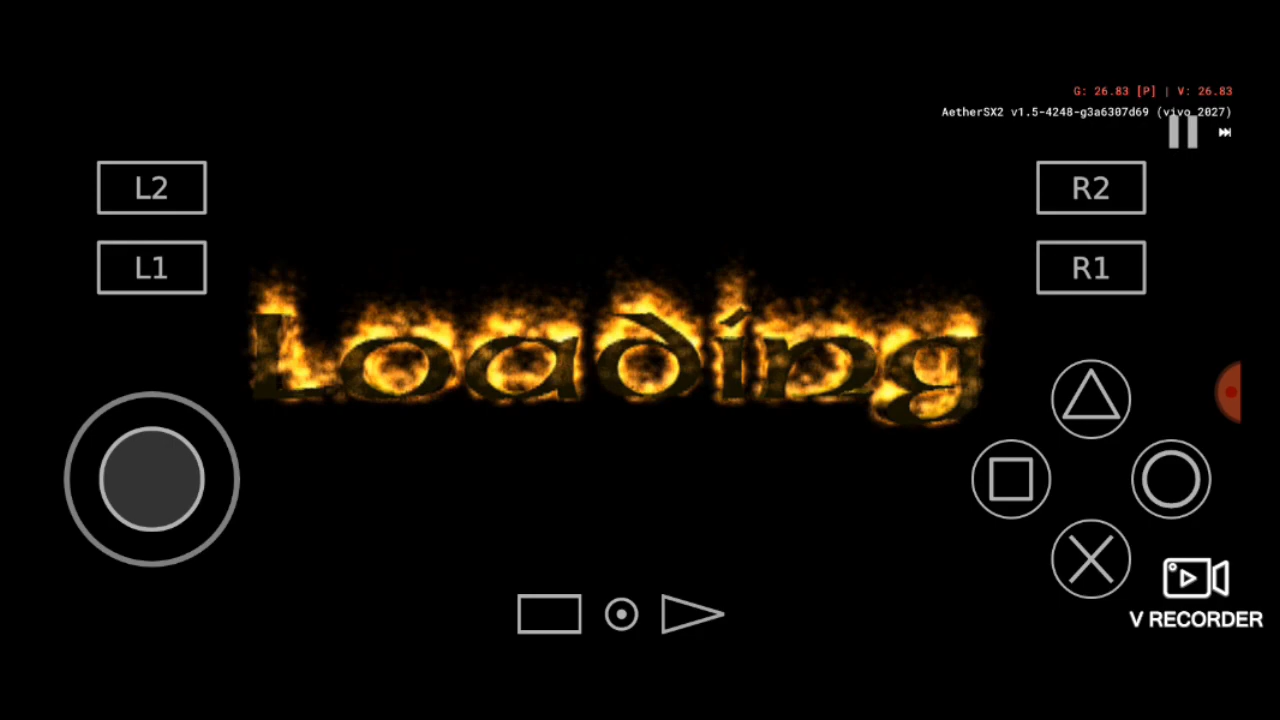 G: 26.83 [P] | V: 26.83
AetherSX2 v1.5-4248-g3a6307d69 (vivo 2027)
L2
R2
L1
R1
Loading
V RECORDER